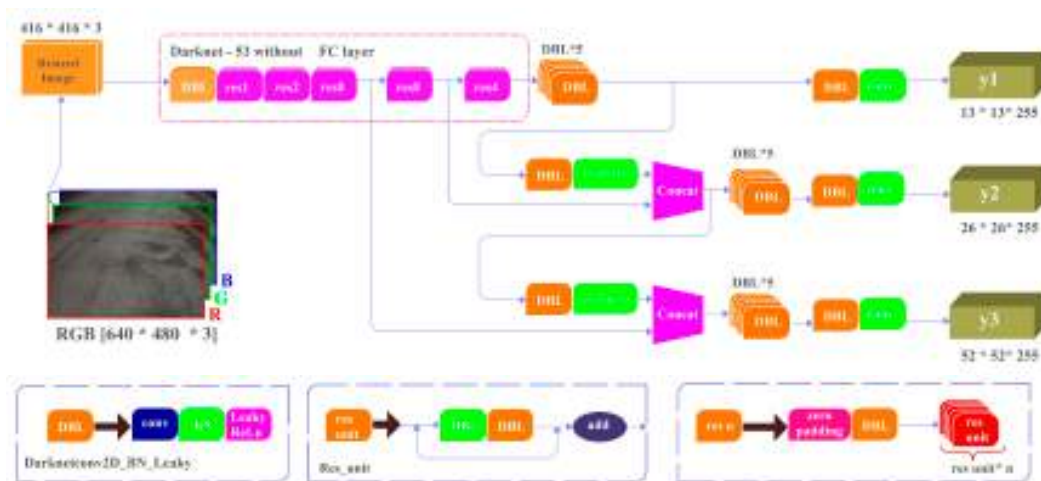 416 * 416 * 3
Resized
Image
Darknet - 53 without FC layer
DBL
res1
res2
res8
res8
res4
DBL*5
DBL
DBL
y1
13 * 13* 255
DBL
Concat
DBL*5
DBL
DBL
y2
26 * 26* 255
DBL
Concat
DBL*5
DBL
DBL
y3
52 * 52* 255
B
G
R
RGB [640 * 480 * 3]
DBL
conv
BN
Leaky
ReLu
Darknetconv2D_BN_Leaky
res
unit
DBL
add
Res_unit
res n
zero
padding
DBL
res
unit
res unit* n